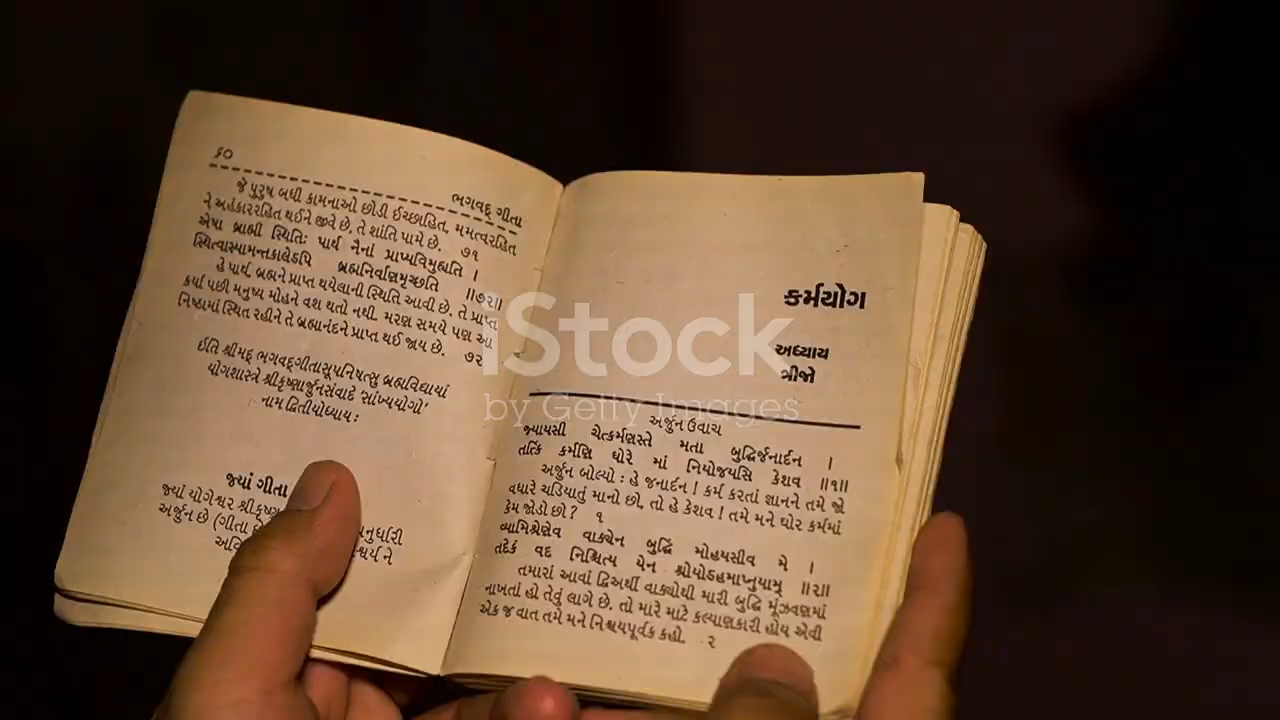 ૬૦
ભગવદ્ ગીતા
જે પુરુષ બધી કામનાઓ છોડી ઈચ્છારહિત, મમત્વરહિત
ને અહંકારરહિત થઈને જીવે છે, તે શાંતિ પામે છે. ૭૧
એષા બ્રાહ્મી સ્થિતિઃ પાર્થ નૈનાં પ્રાપ્યવિમુહ્યતિ ।
સ્થિત્વાસ્યામન્તકાલેઽપિ બ્રહ્મનિર્વાણમૃચ્છતિ ॥૭૨॥
હે પાર્થ, બ્રહ્મને પ્રાપ્ત થયેલાની સ્થિતિ આવી છે. તે પ્રાપ્ત
કર્યા પછી મનુષ્ય મોહને વશ થતો નથી. મરણ સમયે પણ આ
નિષ્ઠામાં સ્થિત રહીને તે બ્રહ્માનંદને પ્રાપ્ત થઈ જાય છે. ૭૨
ઈતિ શ્રીમદ્ ભગવદ્ગીતાસૂપનિષત્સુ બ્રહ્મવિદ્યાયાં
યોગશાસ્ત્રે શ્રીકૃષ્ણાર્જુનસંવાદે 'સાંખ્યયોગો'
નામ દ્વિતીયોધ્યાયઃ
જ્યાં ગીતા
જ્યાં યોગેશ્વર શ્રીકૃષ્ણ
અર્જુન છે (ગીતા
કર્મયોગ
અધ્યાય
ત્રીજો
અર્જુન ઉવાચ
જ્યાયસી ચેત્કર્મણસ્તે મતા બુદ્ધિર્જનાર્દન ।
તત્કિં કર્મણિ ઘોરે માં નિયોજયસિ કેશવ ॥૧॥
અર્જુન બોલ્યો : હે જનાર્દન ! કર્મ કરતાં જ્ઞાનને તમે જો
વધારે ચડિયાતું માનો છો, તો હે કેશવ ! તમે મને ઘોર કર્મમાં
કેમ જોડો છો? ૧
વ્યામિશ્રેણેવ વાક્યેન બુદ્ધિં મોહયસીવ મે ।
તદેકં વદ નિશ્ચિત્ય યેન શ્રેયોઽહમાપ્નુયામ્ ॥૨॥
તમારાં આવાં દ્વિઅર્થી વાક્યોથી મારી બુદ્ધિ મૂંઝવણમાં
નાખતાં હો તેવું લાગે છે. તો મારે માટે કલ્યાણકારી હોય એવી
એક જ વાત તમે મને નિશ્ચયપૂર્વક કહો. ૨
iStock
by Getty Images